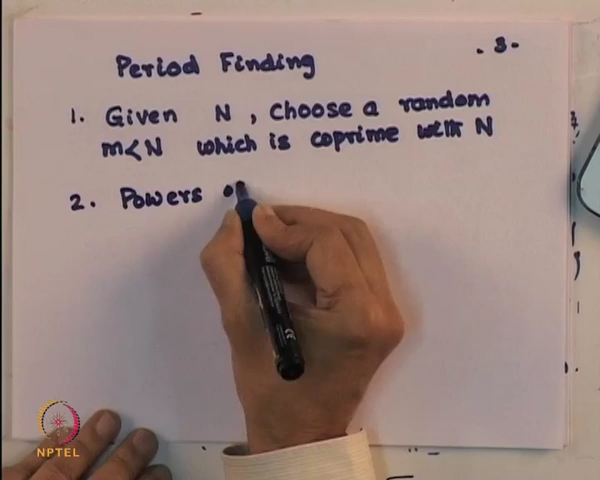 Period Finding
. 3 -
1. Given N, choose a random
m<N which is coprime with N
2. Powers o
NPTEL